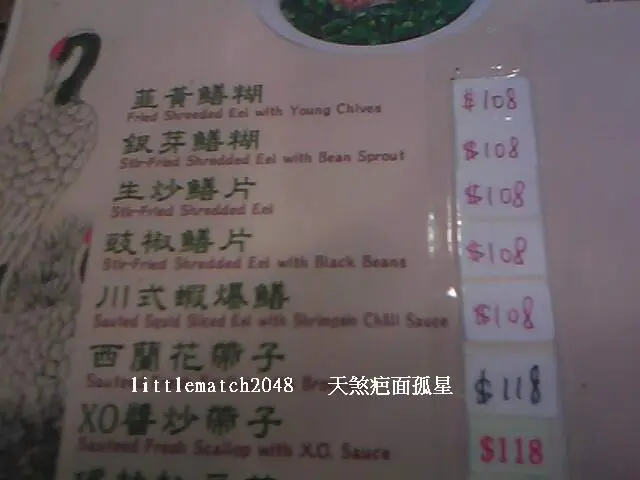 韮黃鱔糊 $108
Fried Shredded Eel with Young Chives
銀芽鱔糊 $108
Stir-Fried Shredded Eel with Bean Sprout
生炒鱔片 $108
Stir-Fried Shredded Eel
豉椒鱔片 $108
Stir-Fried Shredded Eel with Black Beans
川式蝦爆鱔 $108
Sauted Squid Sliced Eel with Shrimpsin Chilli Sauce
西蘭花帶子 $118
littlematch2048 天煞疤面孤星
XO醬炒帶子 $118
Sauteed Fresh Scallop with X.O. Sauce